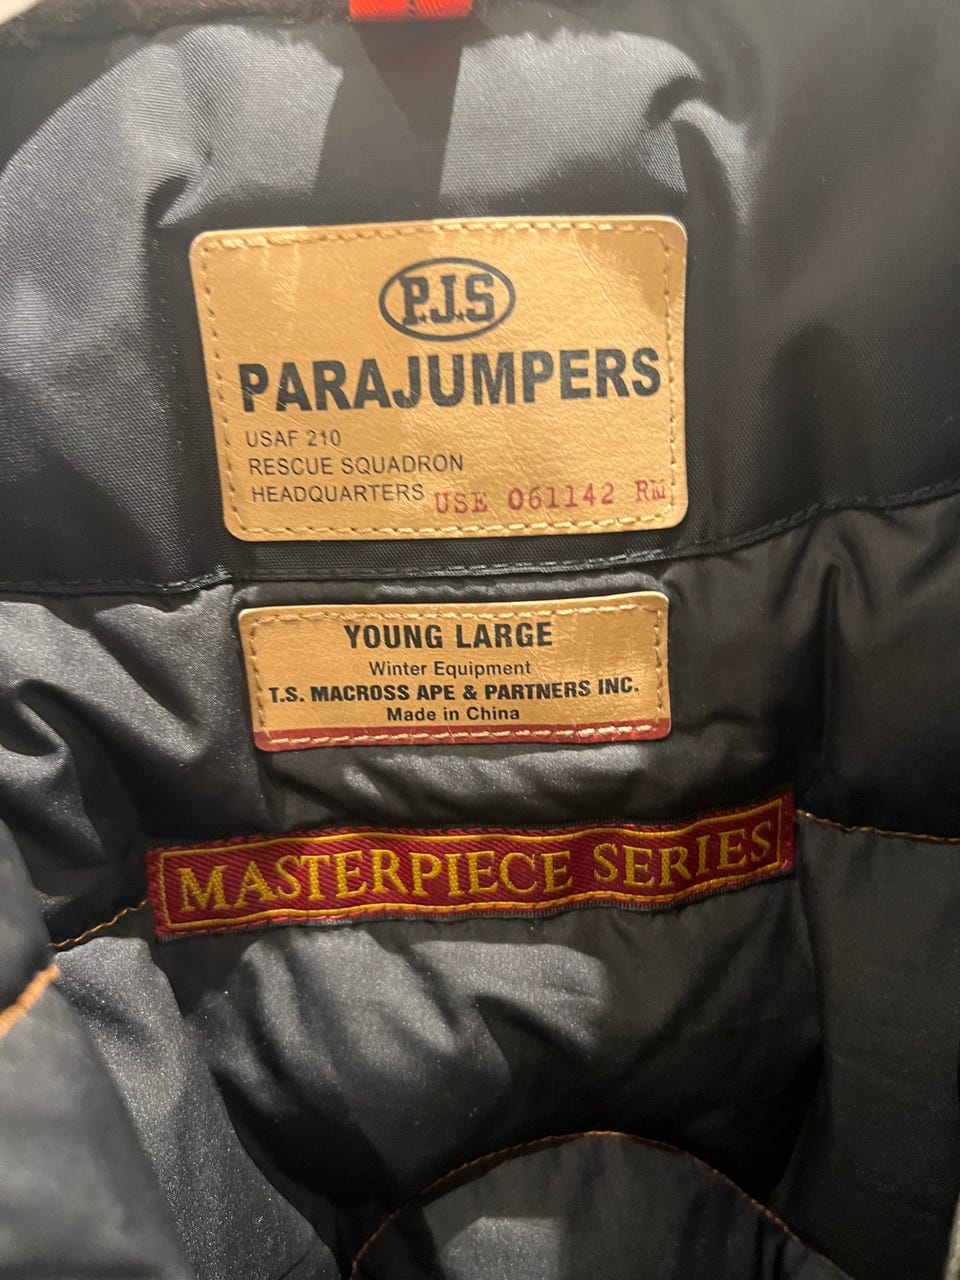 P.J.S
PARAJUMPERS
USAF 210
RESCUE SQUADRON
HEADQUARTERS USE 061142 RM
YOUNG LARGE
Winter Equipment
T.S. MACROSS APE & PARTNERS INC.
Made in China
MASTERPIECE SERIES